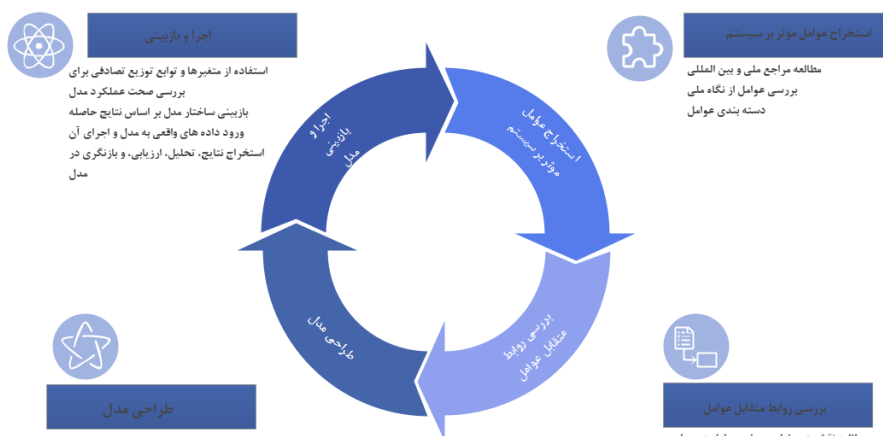 استخراج عوامل موثر بر سیستم
مطالعه مراجع ملی و بین المللی
بررسی عوامل از نگاه ملی
دسته بندی عوامل
اجرا و بازبینی
استفاده از متغیرها و توابع توزیع تصادفی برای
بررسی صحت عملکرد مدل
بازبینی ساختار مدل بر اساس نتایج حاصله
ورود داده های واقعی به مدل و اجرای آن
استخراج نتایج، تحلیل، ارزیابی، و بازنگری در
مدل
استخراج عوامل
موثر بر سیستم
اجرا و
بازبینی
مدل
بررسی روابط
متقابل عوامل
طراحی مدل
بررسی روابط متقابل عوامل
طراحی مدل